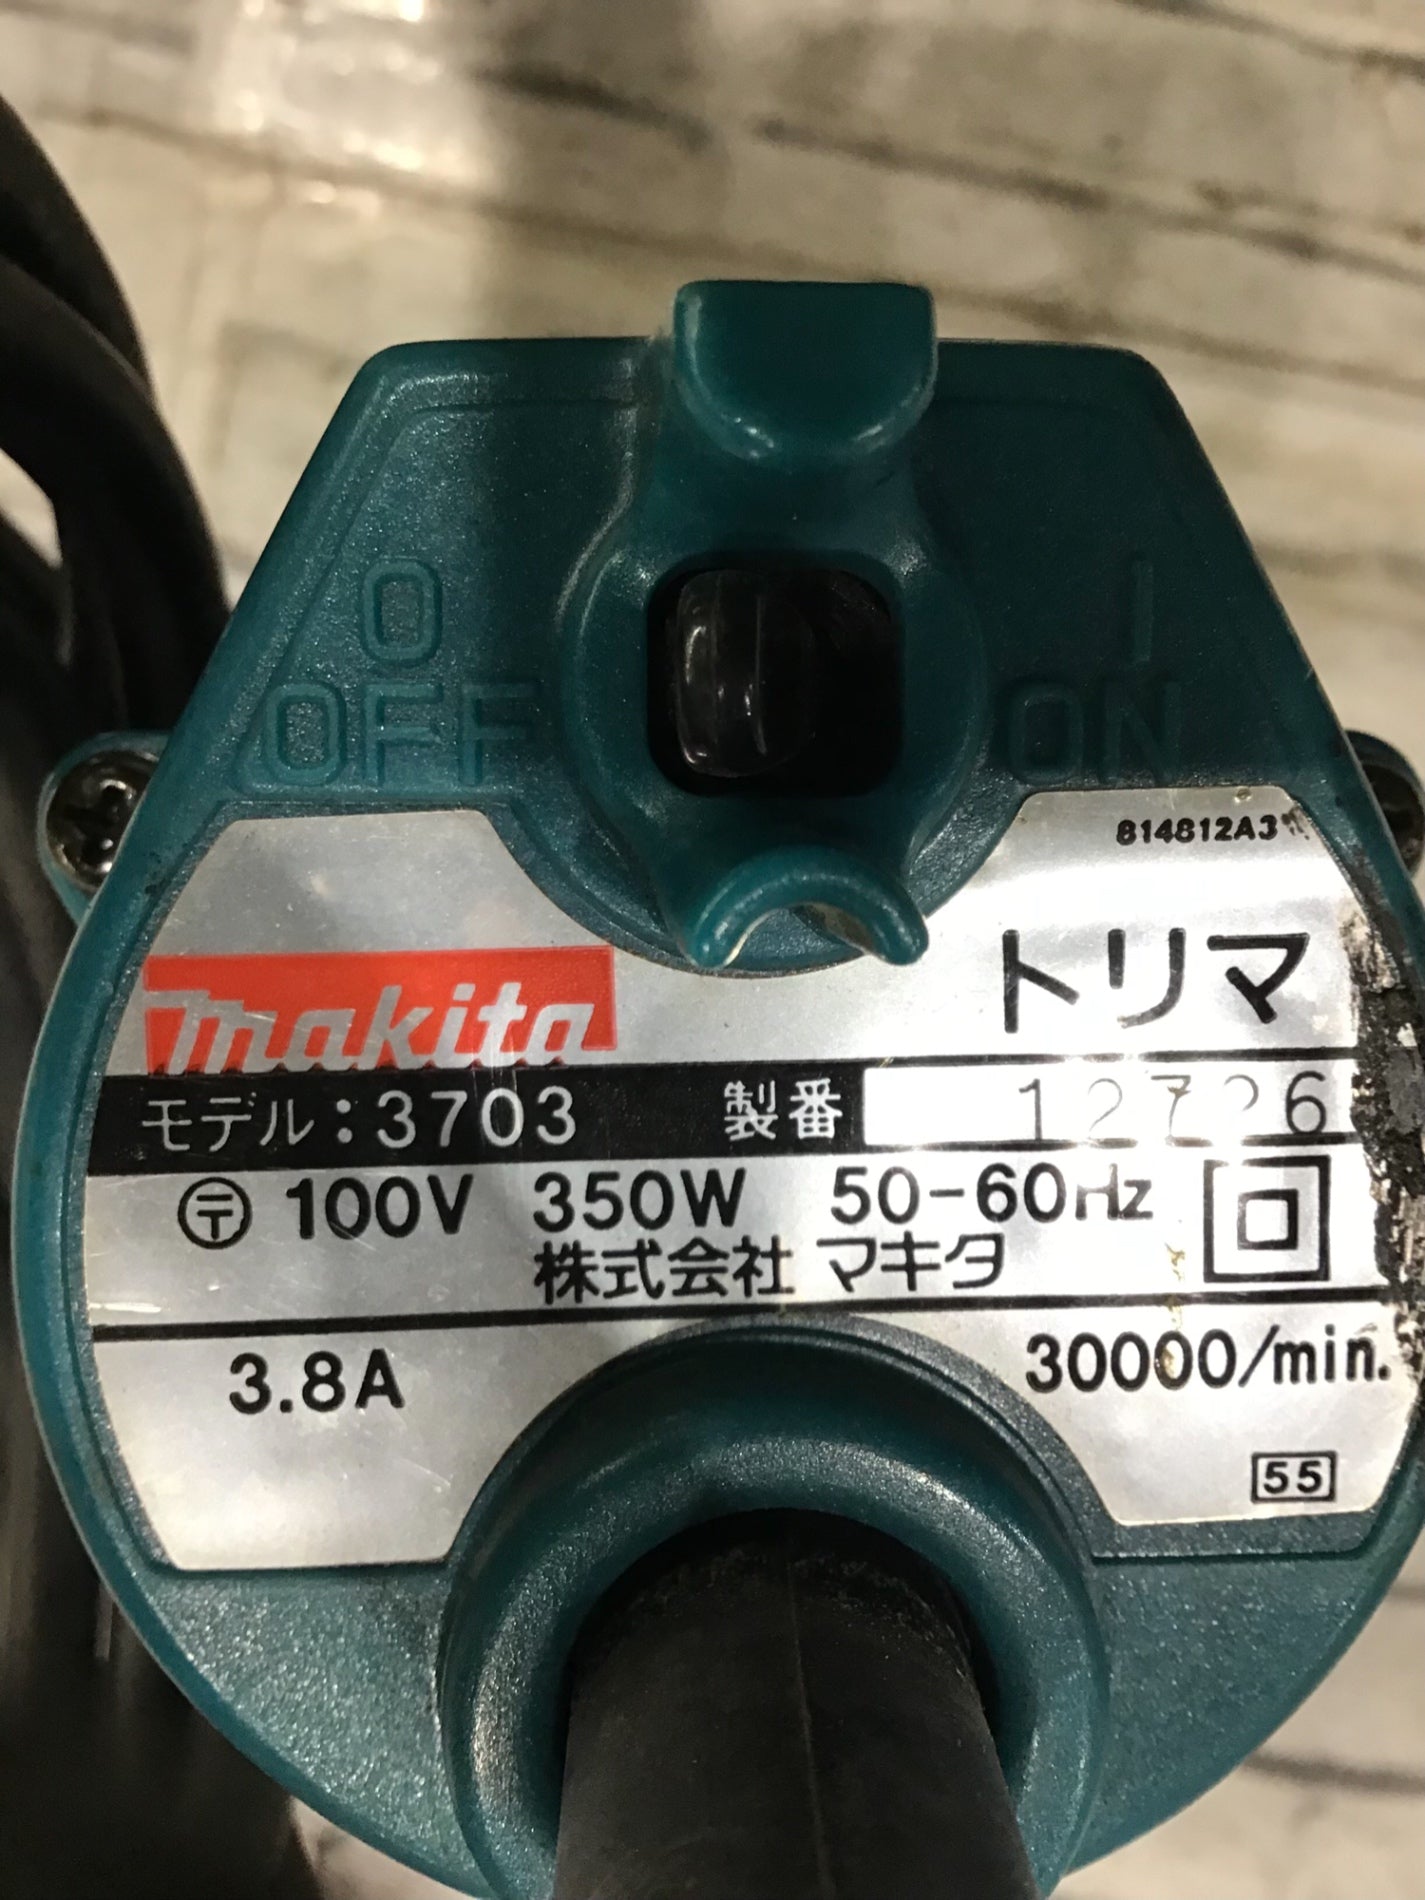 O
I
OFF
ON
814812A3
トリマ
makita
モデル:3703 製番 12726
〒 100V 350W 50-60Hz
株式会社 マキタ
3.8A 30000/min.
55